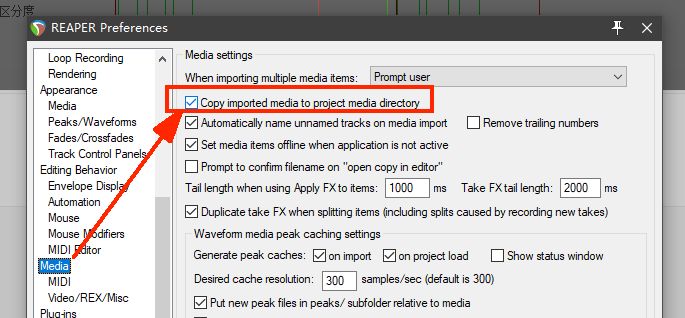 区分度
REAPER Preferences
Loop Recording
Rendering
Appearance
Media
Peaks/Waveforms
Fades/Crossfades
Track Control Panels
Editing Behavior
Envelope Display
Automation
Mouse
Mouse Modifiers
MIDI Editor
Media
MIDI
Video/REX/Misc
Plug-ins
Media settings
When importing multiple media items: Prompt user
Copy imported media to project media directory
Automatically name unnamed tracks on media import Remove trailing numbers
Set media items offline when application is not active
Prompt to confirm filename on "open copy in editor"
Tail length when using Apply FX to items: 1000 ms Take FX tail length: 2000 ms
Duplicate take FX when splitting items (including splits caused by recording new takes)
Waveform media peak caching settings
Generate peak caches: on import on project load Show status window
Desired cache resolution: 300 samples/sec (default is 300)
Put new peak files in peaks/ subfolder relative to media